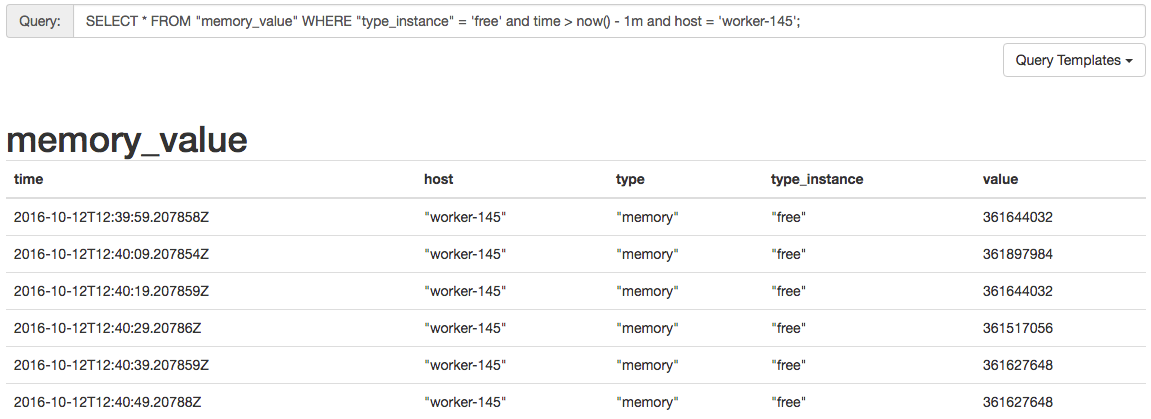 Query: SELECT * FROM "memory_value" WHERE "type_instance" = 'free' and time > now() - 1m and host = 'worker-145';
Query Templates
memory_value
time host type type_instance value
2016-10-12T12:39:59.207858Z "worker-145" "memory" "free" 361644032
2016-10-12T12:40:09.207854Z "worker-145" "memory" "free" 361897984
2016-10-12T12:40:19.207859Z "worker-145" "memory" "free" 361644032
2016-10-12T12:40:29.20786Z "worker-145" "memory" "free" 361517056
2016-10-12T12:40:39.207859Z "worker-145" "memory" "free" 361627648
2016-10-12T12:40:49.20788Z "worker-145" "memory" "free" 361627648